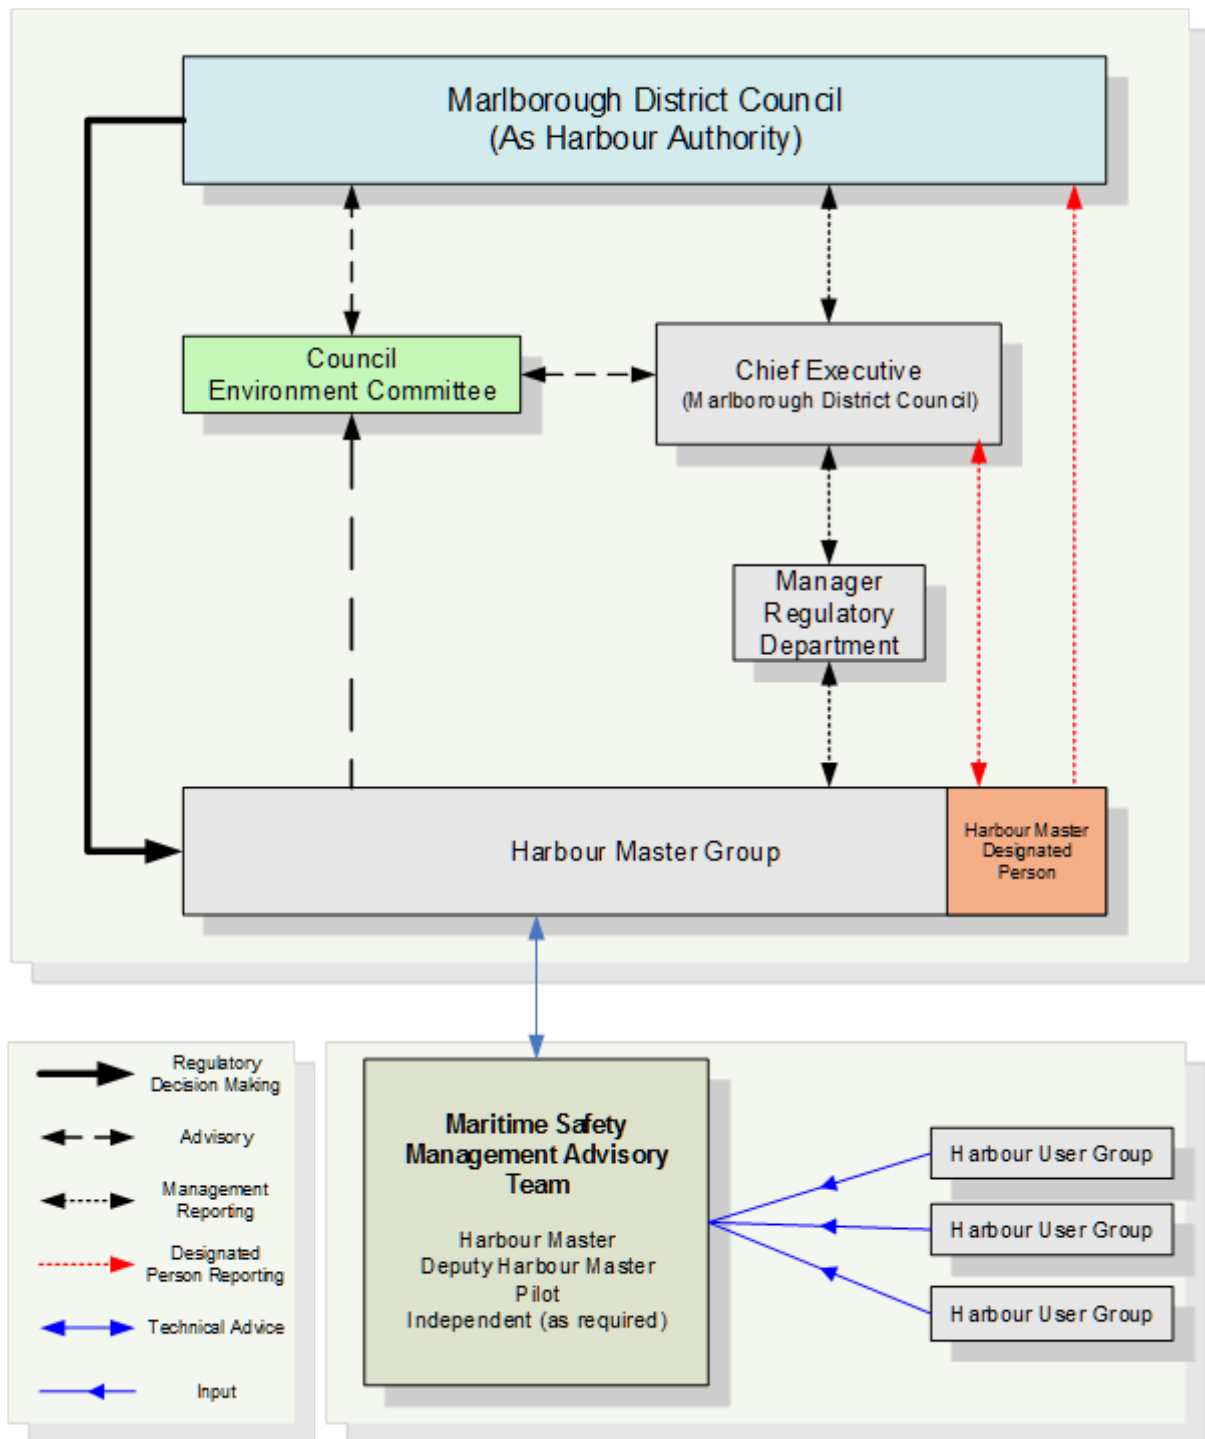 Marlborough District Council
(As Harbour Authority)
Council
Environment Committee
Chief Executive
(Marlborough District Council)
Manager
Regulatory
Department
Harbour Master Group
Harbour Master
Designated
Person
Regulatory
Decision Making
Advisory
Management
Reporting
Designated
Person Reporting
Technical Advice
Input
Maritime Safety
Management Advisory
Team
Harbour Master
Deputy Harbour Master
Pilot
Independent (as required)
Harbour User Group
Harbour User Group
Harbour User Group